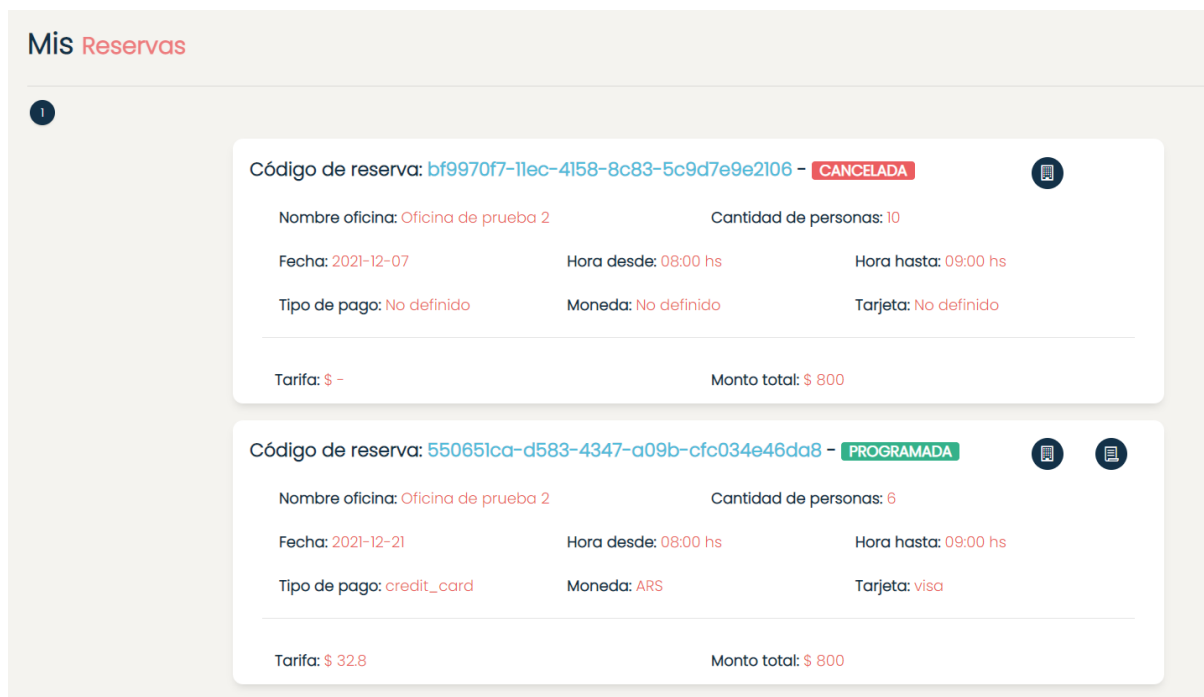 Mis Reservas
1
Código de reserva: bf9970f7-11ec-4158-8c83-5c9d7e9e2106 - CANCELADA
Nombre oficina: Oficina de prueba 2 Cantidad de personas: 10
Fecha: 2021-12-07 Hora desde: 08:00 hs Hora hasta: 09:00 hs
Tipo de pago: No definido Moneda: No definido Tarjeta: No definido
Tarifa: $ - Monto total: $ 800
Código de reserva: 550651ca-d583-4347-a09b-cfc034e46da8 - PROGRAMADA
Nombre oficina: Oficina de prueba 2 Cantidad de personas: 6
Fecha: 2021-12-21 Hora desde: 08:00 hs Hora hasta: 09:00 hs
Tipo de pago: credit_card Moneda: ARS Tarjeta: visa
Tarifa: $ 32.8 Monto total: $ 800